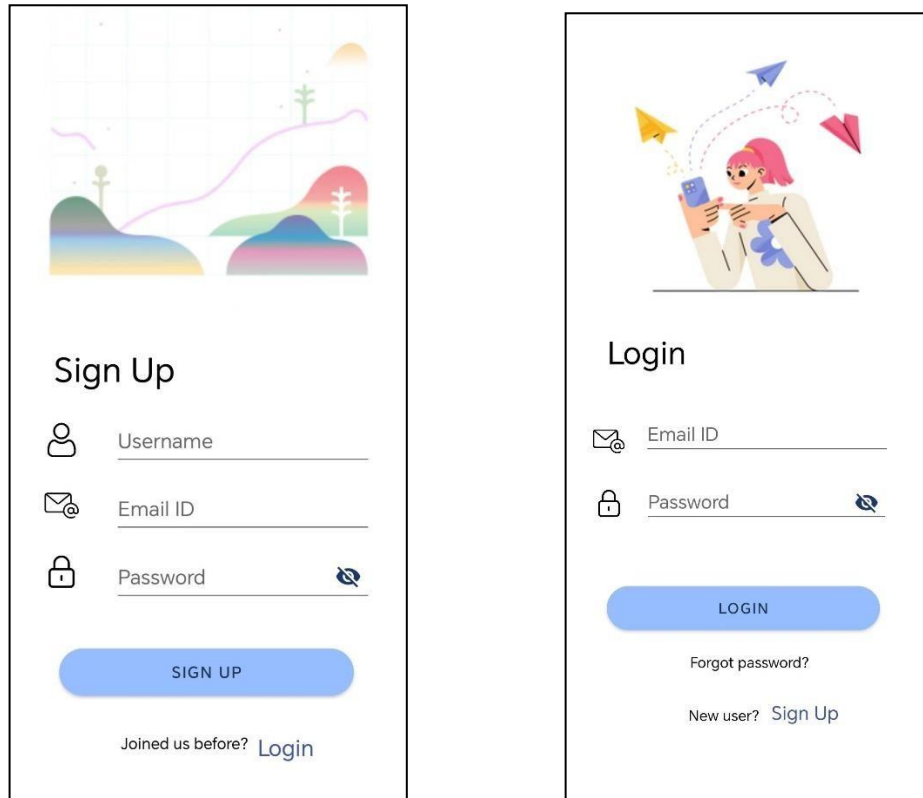 Sign Up
Username
Email ID
Password
SIGN UP
Joined us before? Login
Login
Email ID
Password
LOGIN
Forgot password?
New user? Sign Up